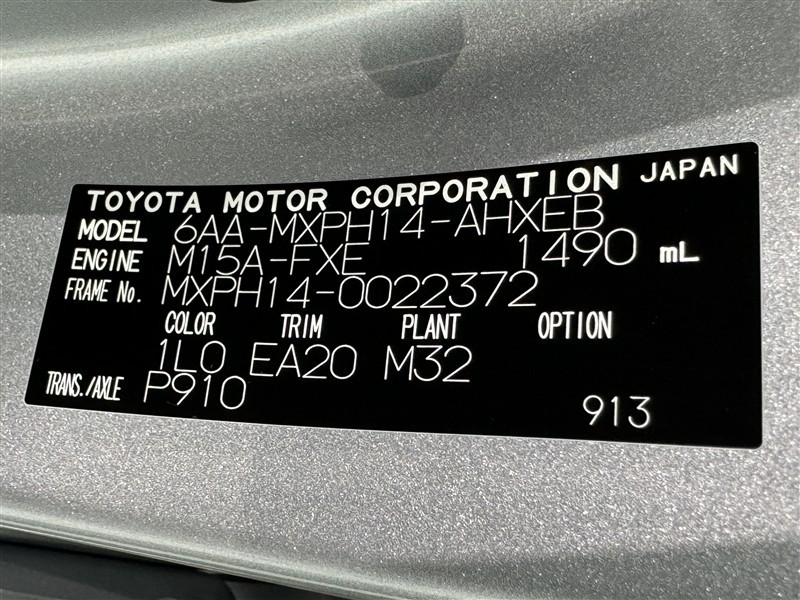 TOYOTA MOTOR CORPORATION JAPAN
MODEL 6AA-MXPH14-AHXEB
ENGINE M15A-FXE 1490 mL
FRAME No. MXPH14-0022372
COLOR TRIM PLANT OPTION
1L0 EA20 M32
TRANS./AXLE P910
913